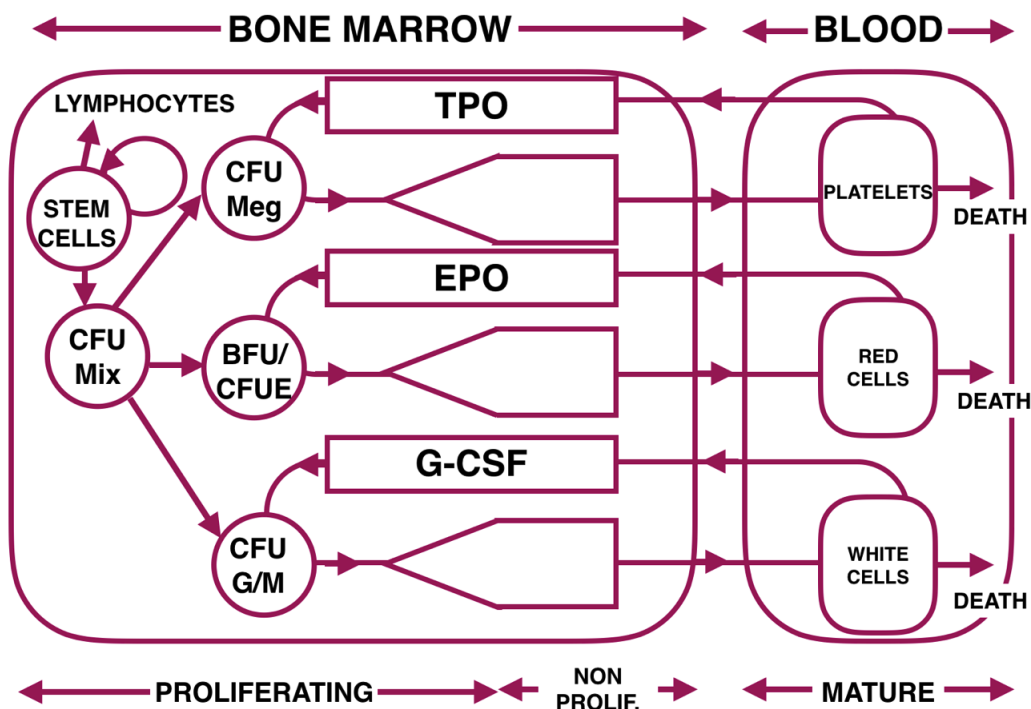 BONE MARROW
BLOOD
LYMPHOCYTES
STEM
CELLS
CFU
Mix
CFU
Meg
TPO
PLATELETS
DEATH
BFU/
CFUE
EPO
RED
CELLS
DEATH
CFU
G/M
G-CSF
WHITE
CELLS
DEATH
PROLIFERATING
NON
PROLIF.
MATURE